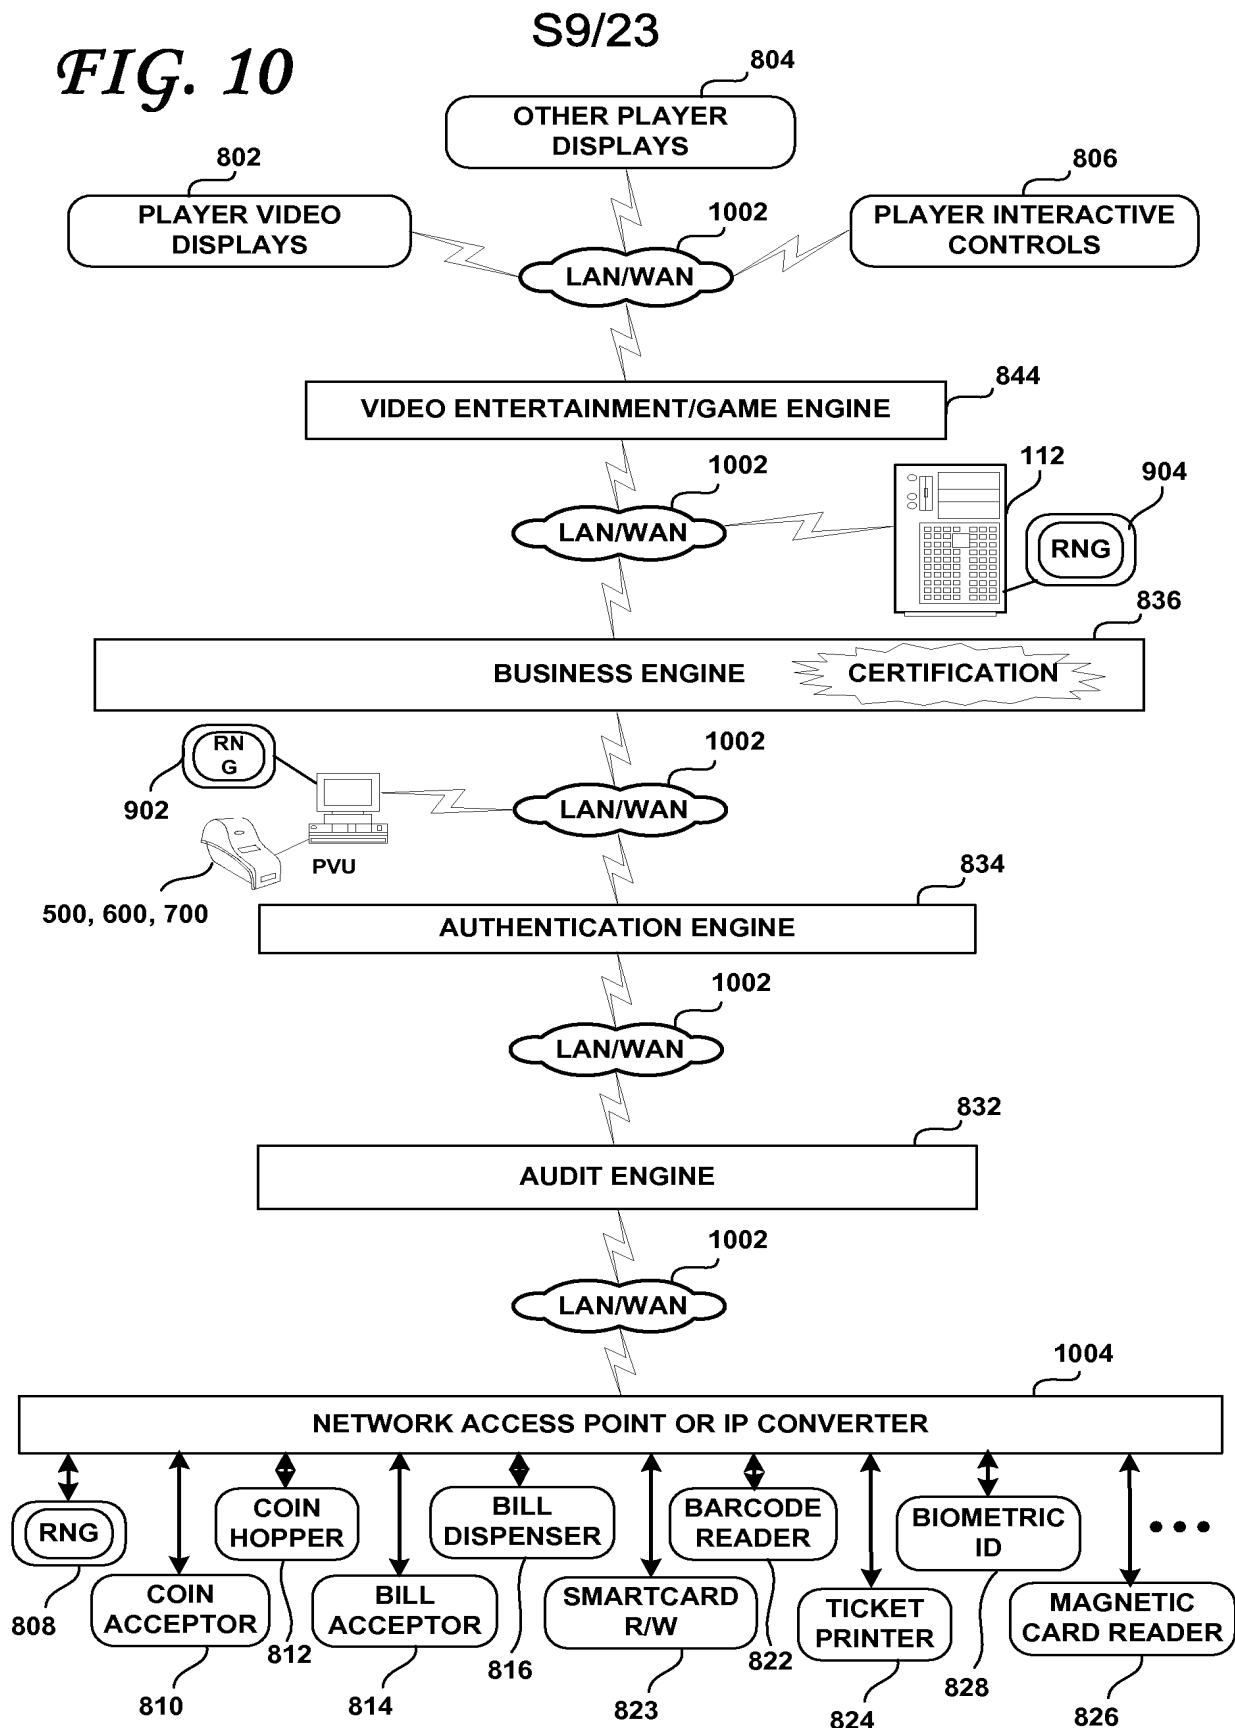 S9/23
FIG. 10
804
OTHER PLAYER
DISPLAYS
802
PLAYER VIDEO
DISPLAYS
1002
LAN/WAN
806
PLAYER INTERACTIVE
CONTROLS
844
VIDEO ENTERTAINMENT/GAME ENGINE
1002
LAN/WAN
112
904
RNG
836
BUSINESS ENGINE
CERTIFICATION
RN
G
902
PVU
500, 600, 700
1002
LAN/WAN
834
AUTHENTICATION ENGINE
1002
LAN/WAN
832
AUDIT ENGINE
1002
LAN/WAN
1004
NETWORK ACCESS POINT OR IP CONVERTER
RNG
808
COIN
ACCEPTOR
810
COIN
HOPPER
812
BILL
ACCEPTOR
814
BILL
DISPENSER
816
SMARTCARD
R/W
823
BARCODE
READER
822
TICKET
PRINTER
824
BIOMETRIC
ID
828
MAGNETIC
CARD READER
826
• • •